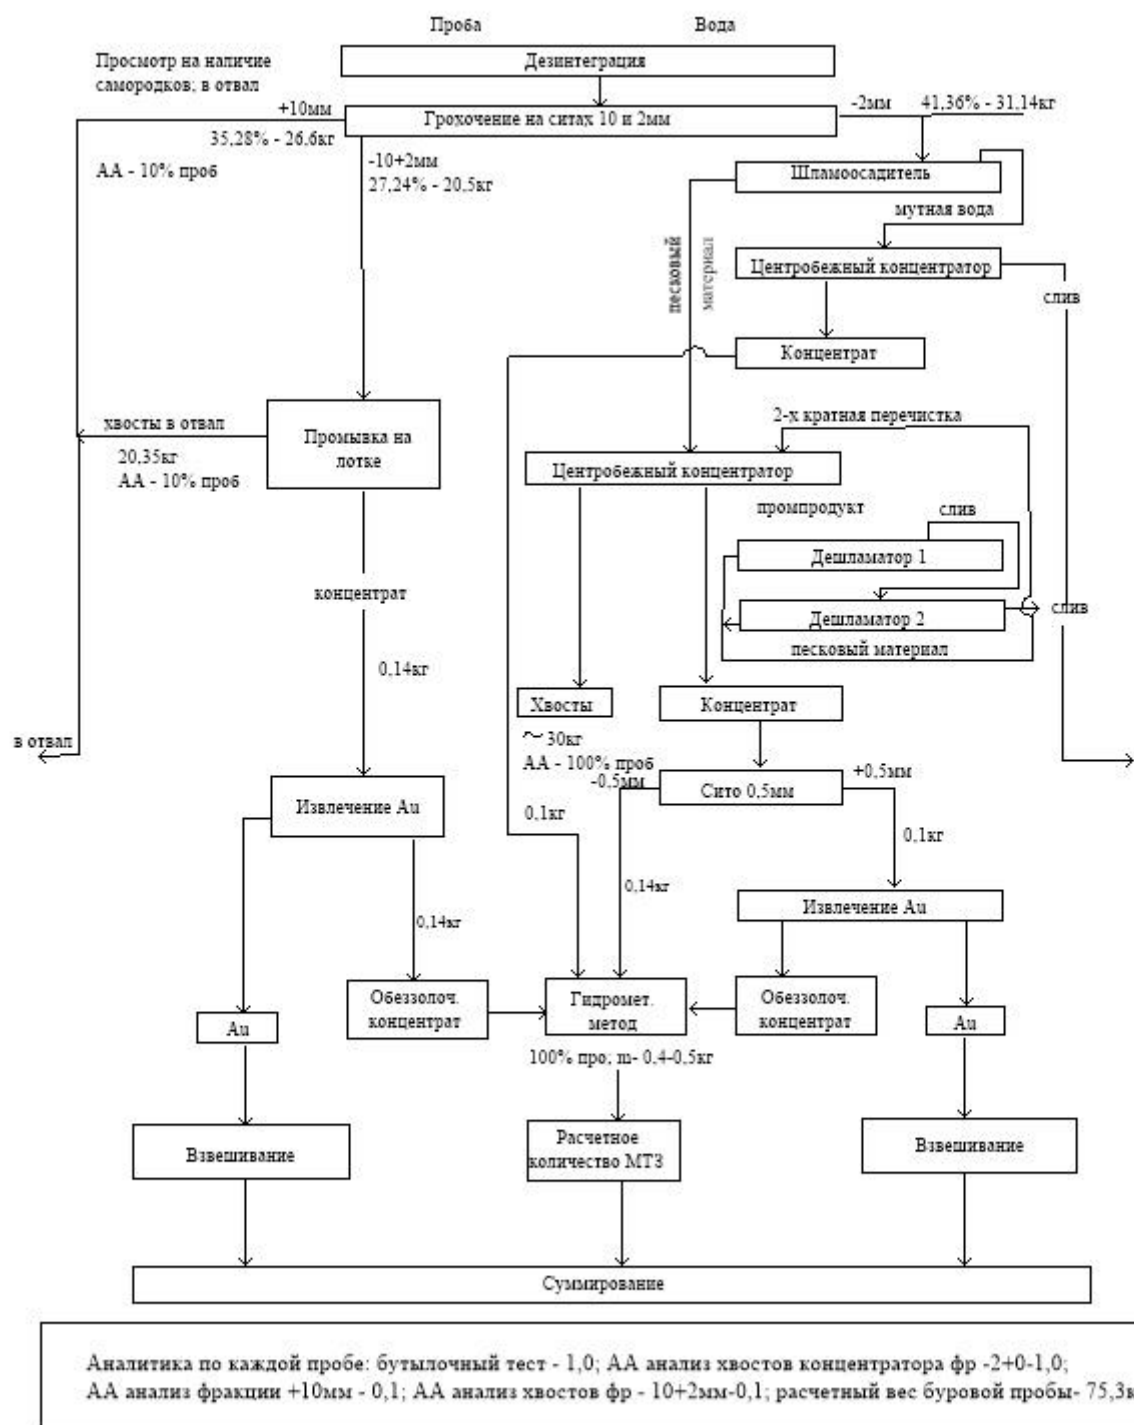 Проба
Вода
Дезинтеграция
Просмотр на наличие
самородков; в отвал
+10мм
35,28% - 26,6кг
АА - 10% проб
Грохочение на ситах 10 и 2мм
-2мм
41,36% - 31,14кг
-10+2мм
27,24% - 20,5кг
Шламоосадитель
мутная вода
песковый
материал
Центробежный концентратор
слив
Концентрат
хвосты в отвал
20,35кг
АА - 10% проб
Промывка на
лотке
2-х кратная перечистка
Центробежный концентратор
промпродукт
слив
Дешламатор 1
Дешламатор 2
слив
песковый материал
концентрат
0,14кг
Хвосты
~ 30кг
АА - 100% проб
Концентрат
в отвал
-0,5мм
Сито 0,5мм
+0,5мм
Извлечение Au
0,1кг
0,1кг
0,14кг
0,14кг
Извлечение Au
Обеззолоч.
концентрат
Гидромет.
метод
Обеззолоч.
концентрат
Au
Au
100% про; m- 0,4-0,5кг
Взвешивание
Расчетное
количество МТЗ
Взвешивание
Суммирование
Аналитика по каждой пробе: бутылочный тест - 1,0; АА анализ хвостов концентратора фр -2+0-1,0;
АА анализ фракции +10мм - 0,1; АА анализ хвостов фр - 10+2мм-0,1; расчетный вес буровой пробы- 75,3к